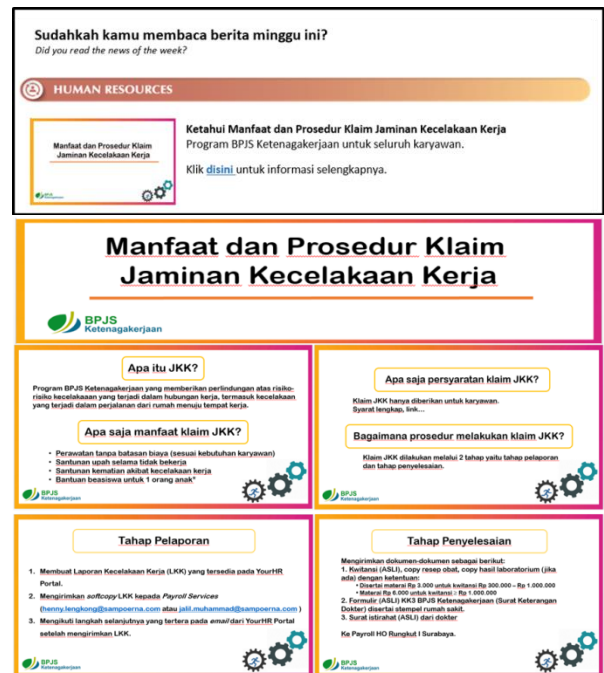 Sudahkah kamu membaca berita minggu ini?
Did you read the news of the week?
HUMAN RESOURCES
Manfaat dan Prosedur Klaim
Jaminan Kecelakaan Kerja
BPJS
Ketenagakerjaan
Ketahui Manfaat dan Prosedur Klaim Jaminan Kecelakaan Kerja
Program BPJS Ketenagakerjaan untuk seluruh karyawan.
Klik disini untuk informasi selengkapnya.
Manfaat dan Prosedur Klaim
Jaminan Kecelakaan Kerja
BPJS
Ketenagakerjaan
Apa itu JKK?
Program BPJS Ketenagakerjaan yang memberikan perlindungan atas risiko-
risiko kecelakaaan yang terjadi dalam hubungan kerja, termasuk kecelakaan
yang terjadi dalam perjalanan dari rumah menuju tempat kerja.
Apa saja manfaat klaim JKK?
• Perawatan tanpa batasan biaya (sesuai kebutuhan karyawan)
• Santunan upah selama tidak bekerja
• Santunan kematian akibat kecelakaan kerja
• Bantuan beasiswa untuk 1 orang anak*
BPJS
Ketenagakerjaan
Apa saja persyaratan klaim JKK?
Klaim JKK hanya diberikan untuk karyawan.
Syarat lengkap, link...
Bagaimana prosedur melakukan klaim JKK?
Klaim JKK dilakukan melalui 2 tahap yaitu tahap pelaporan
dan tahap penyelesaian.
BPJS
Ketenagakerjaan
Tahap Pelaporan
1. Membuat Laporan Kecelakaan Kerja (LKK) yang tersedia pada YourHR
Portal.
2. Mengirimkan softcopy LKK kepada Payroll Services
(henny.lengkong@sampoerna.com atau jalil.muhammad@sampoerna.com )
3. Mengikuti langkah selanjutnya yang tertera pada email dari YourHR Portal
setelah mengirimkan LKK.
BPJS
Ketenagakerjaan
Tahap Penyelesaian
Mengirimkan dokumen-dokumen sebagai berikut:
1. Kwitansi (ASLI), copy resep obat, copy hasil laboratorium (jika
ada) dengan ketentuan:
• Disertai materai Rp 3.000 untuk kwitansi Rp 300.000 – Rp 1.000.000
• Materai Rp 6.000 untuk kwitansi ≥ Rp 1.000.000
2. Formulir (ASLI) KK3 BPJS Ketenagakerjaan (Surat Keterangan
Dokter) disertai stempel rumah sakit.
3. Surat istirahat (ASLI) dari dokter
Ke Payroll HO Rungkut I Surabaya.
BPJS
Ketenagakerjaan